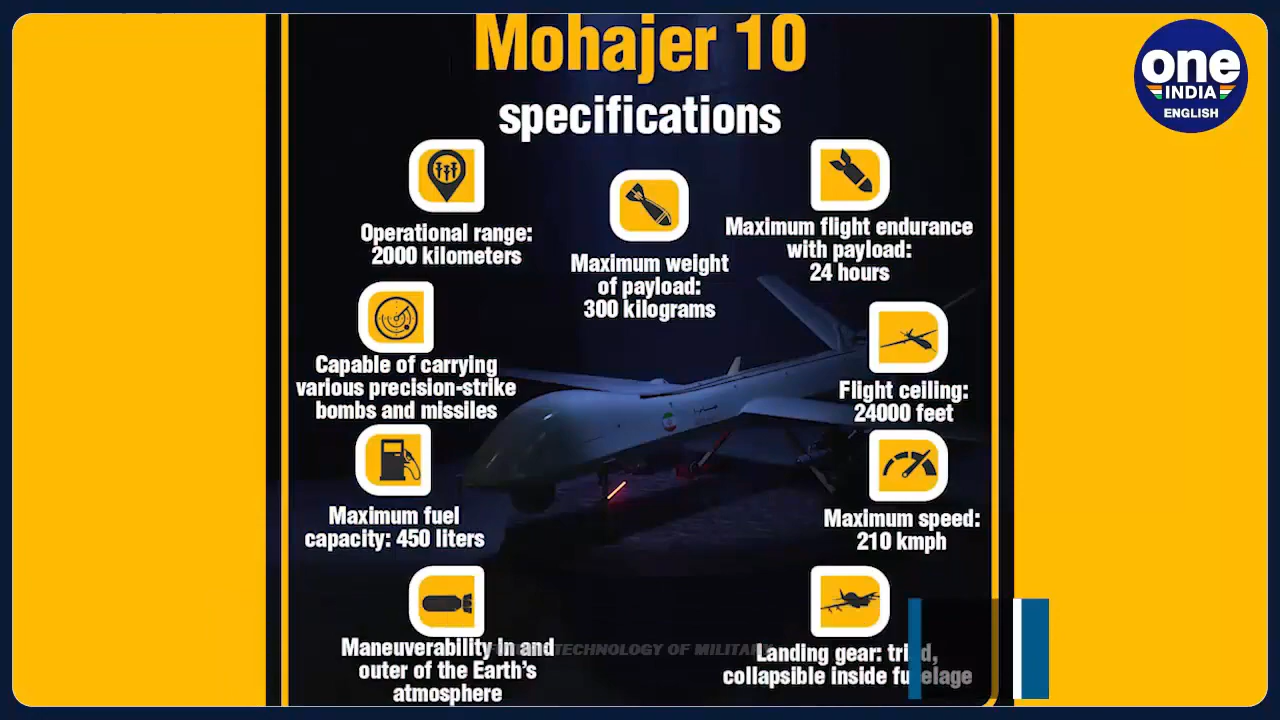 Mohajer 10
specifications
one
INDIA
ENGLISH
Operational range:
2000 kilometers
Maximum weight
of payload:
300 kilograms
Maximum flight endurance
with payload:
24 hours
Capable of carrying
various precision-strike
bombs and missiles
Flight ceiling:
24000 feet
Maximum fuel
capacity: 450 liters
Maximum speed:
210 kmph
Maneuverability in and
outer of the Earth's
atmosphere
TECHNOLOGY OF MILITARY
Landing gear:
collapsible inside